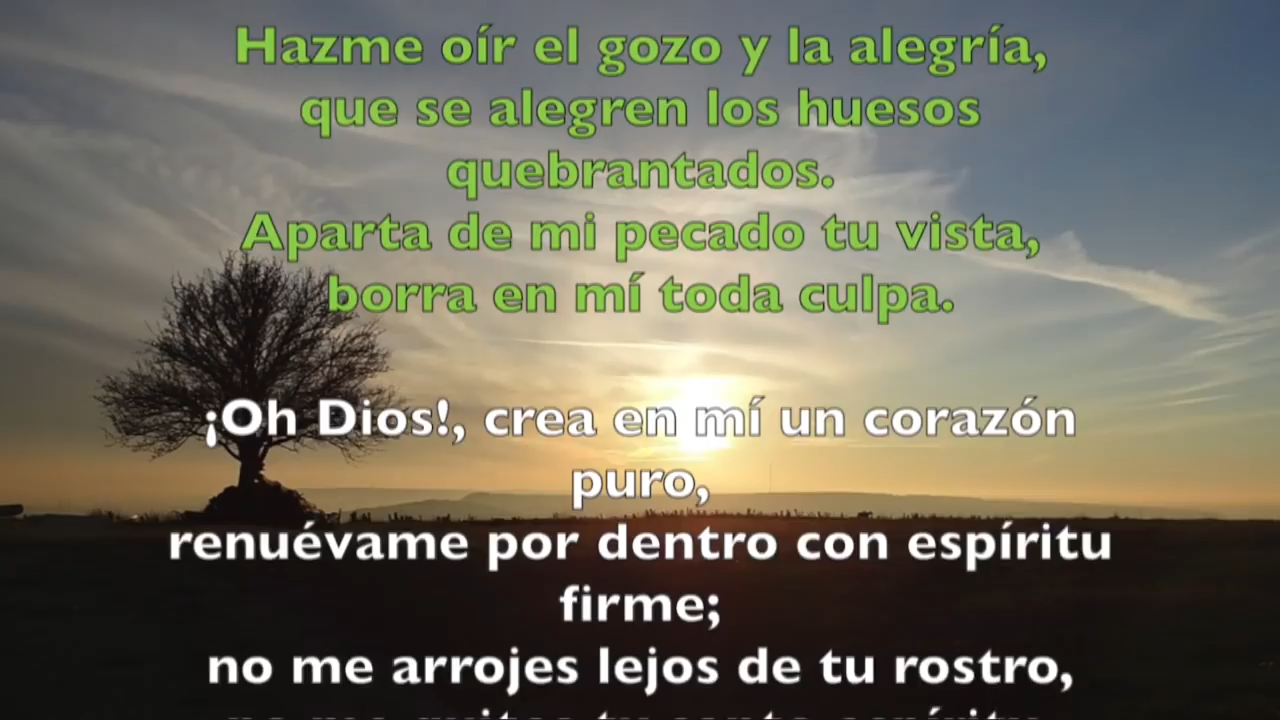 Hazme oír el gozo y la alegría,
que se alegren los huesos
quebrantados.
Aparta de mi pecado tu vista,
borra en mí toda culpa.
¡Oh Dios!, crea en mí un corazón
puro,
renuévame por dentro con espíritu
firme;
no me arrojes lejos de tu rostro,